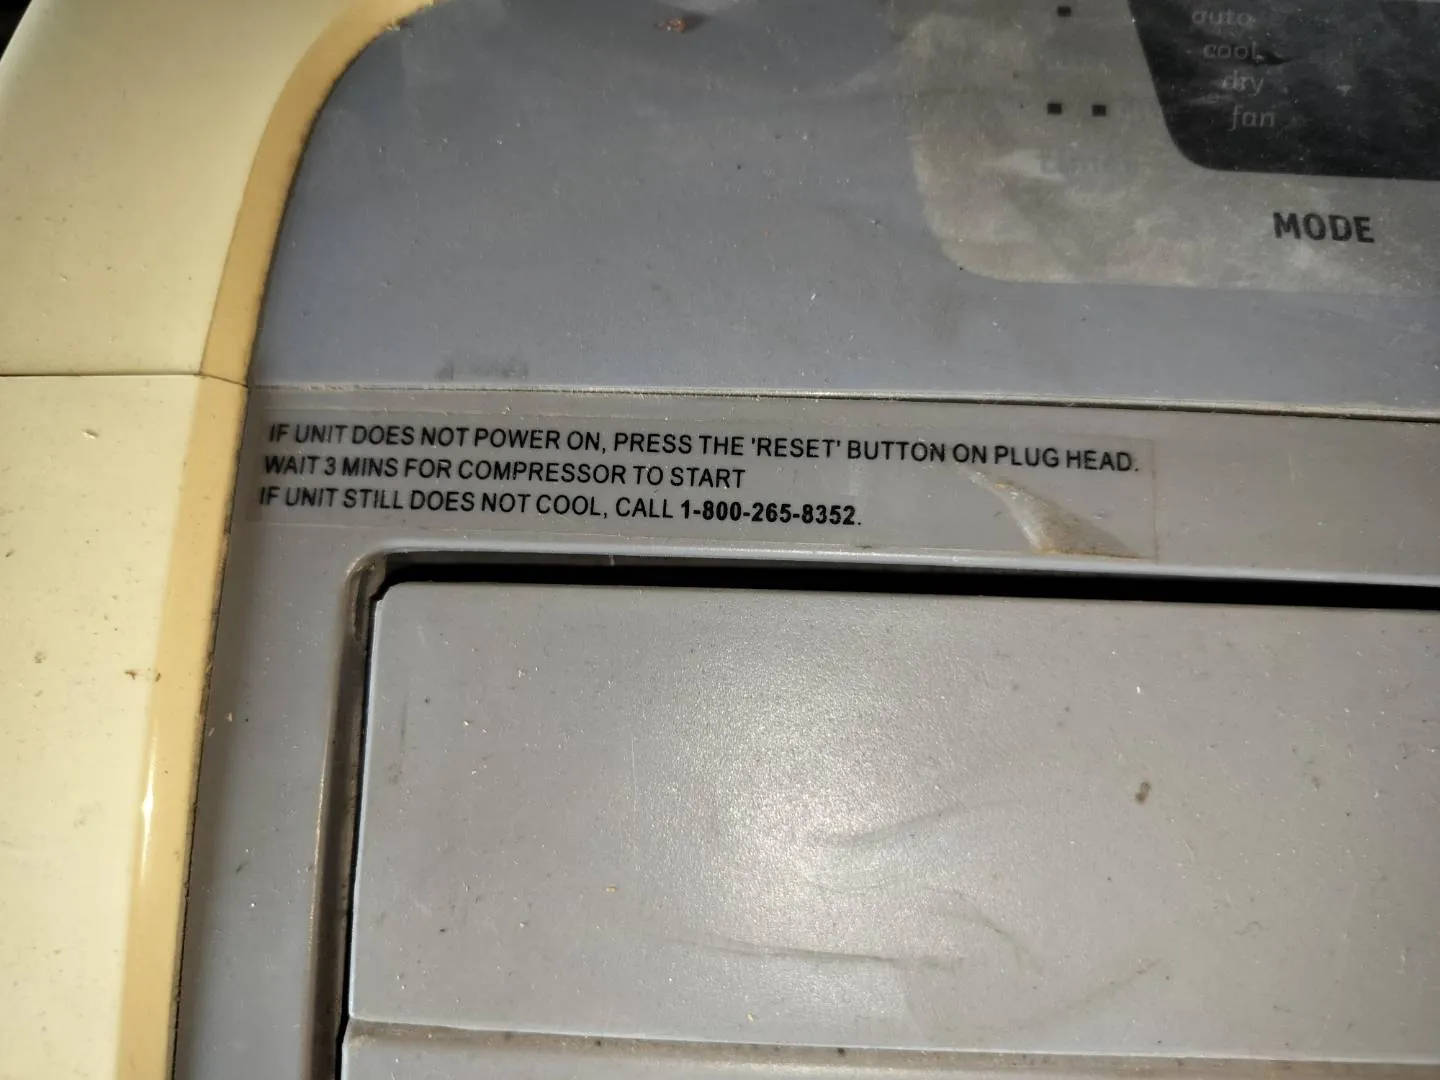 auto
cool
dry
fan
MODE
IF UNIT DOES NOT POWER ON, PRESS THE 'RESET' BUTTON ON PLUG HEAD.
WAIT 3 MINS FOR COMPRESSOR TO START
IF UNIT STILL DOES NOT COOL, CALL 1-800-265-8352.